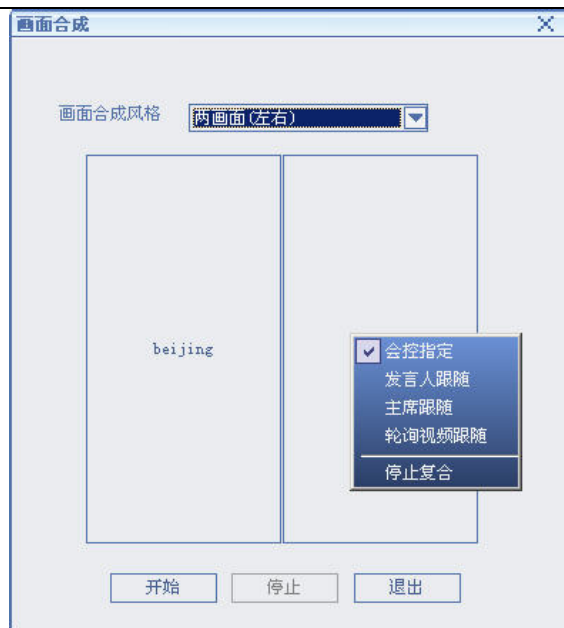 画面合成
画面合成风格
两画面(左右)
beijing
会控指定
发言人跟随
主席跟随
轮询视频跟随
停止复合
开始
停止
退出